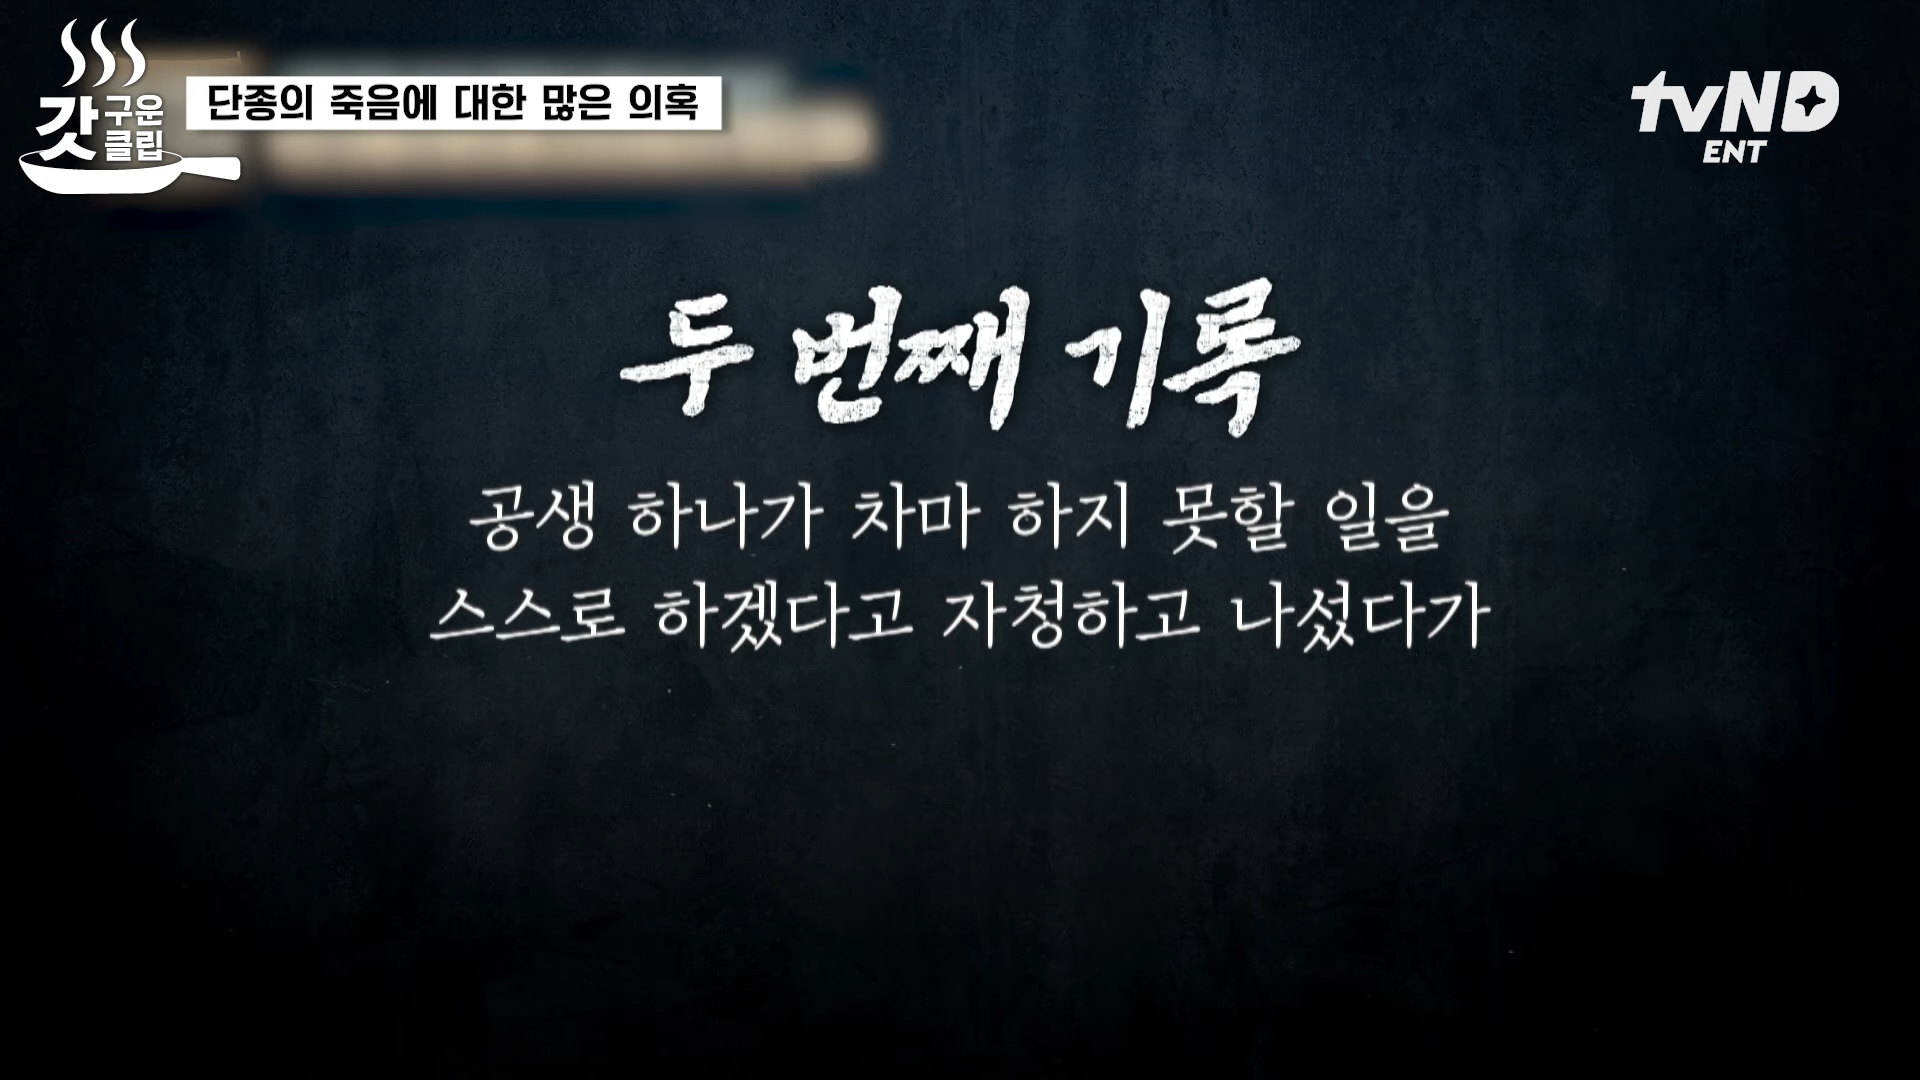 갓구운클립
단종의 죽음에 대한 많은 의혹
tvND
ENT
두 번째 기록
공생 하나가 차마 하지 못할 일을
스스로 하겠다고 자청하고 나섰다가